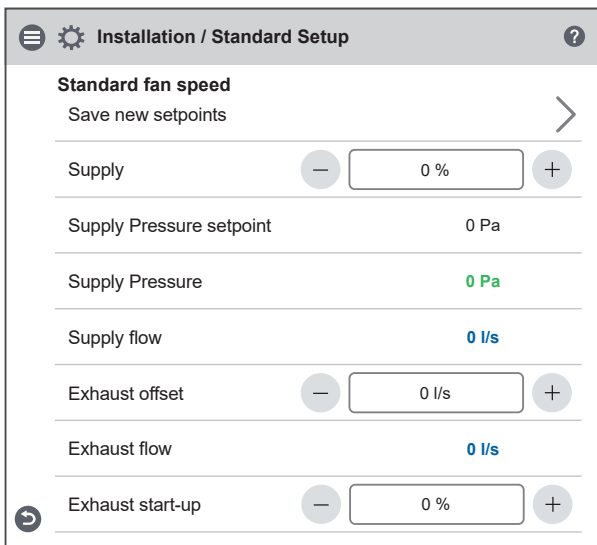 Installation / Standard Setup ?
Standard fan speed
Save new setpoints
Supply − 0 % +
Supply Pressure setpoint 0 Pa
Supply Pressure 0 Pa
Supply flow 0 l/s
Exhaust offset − 0 l/s +
Exhaust flow 0 l/s
Exhaust start-up − 0 % +